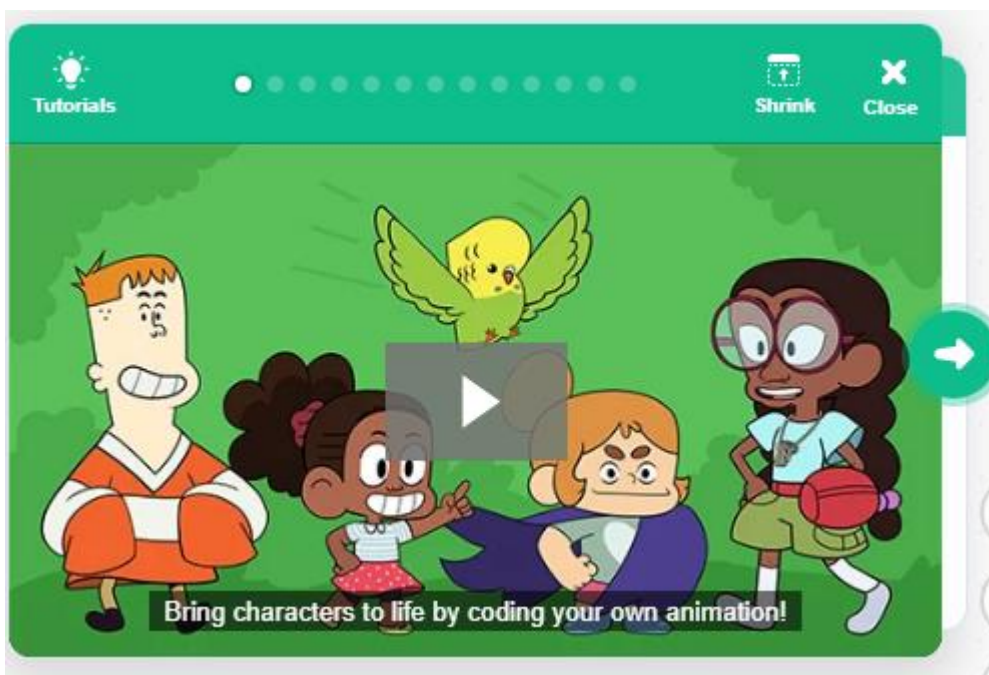 Tutorials
Shrink
Close
Bring characters to life by coding your own animation!